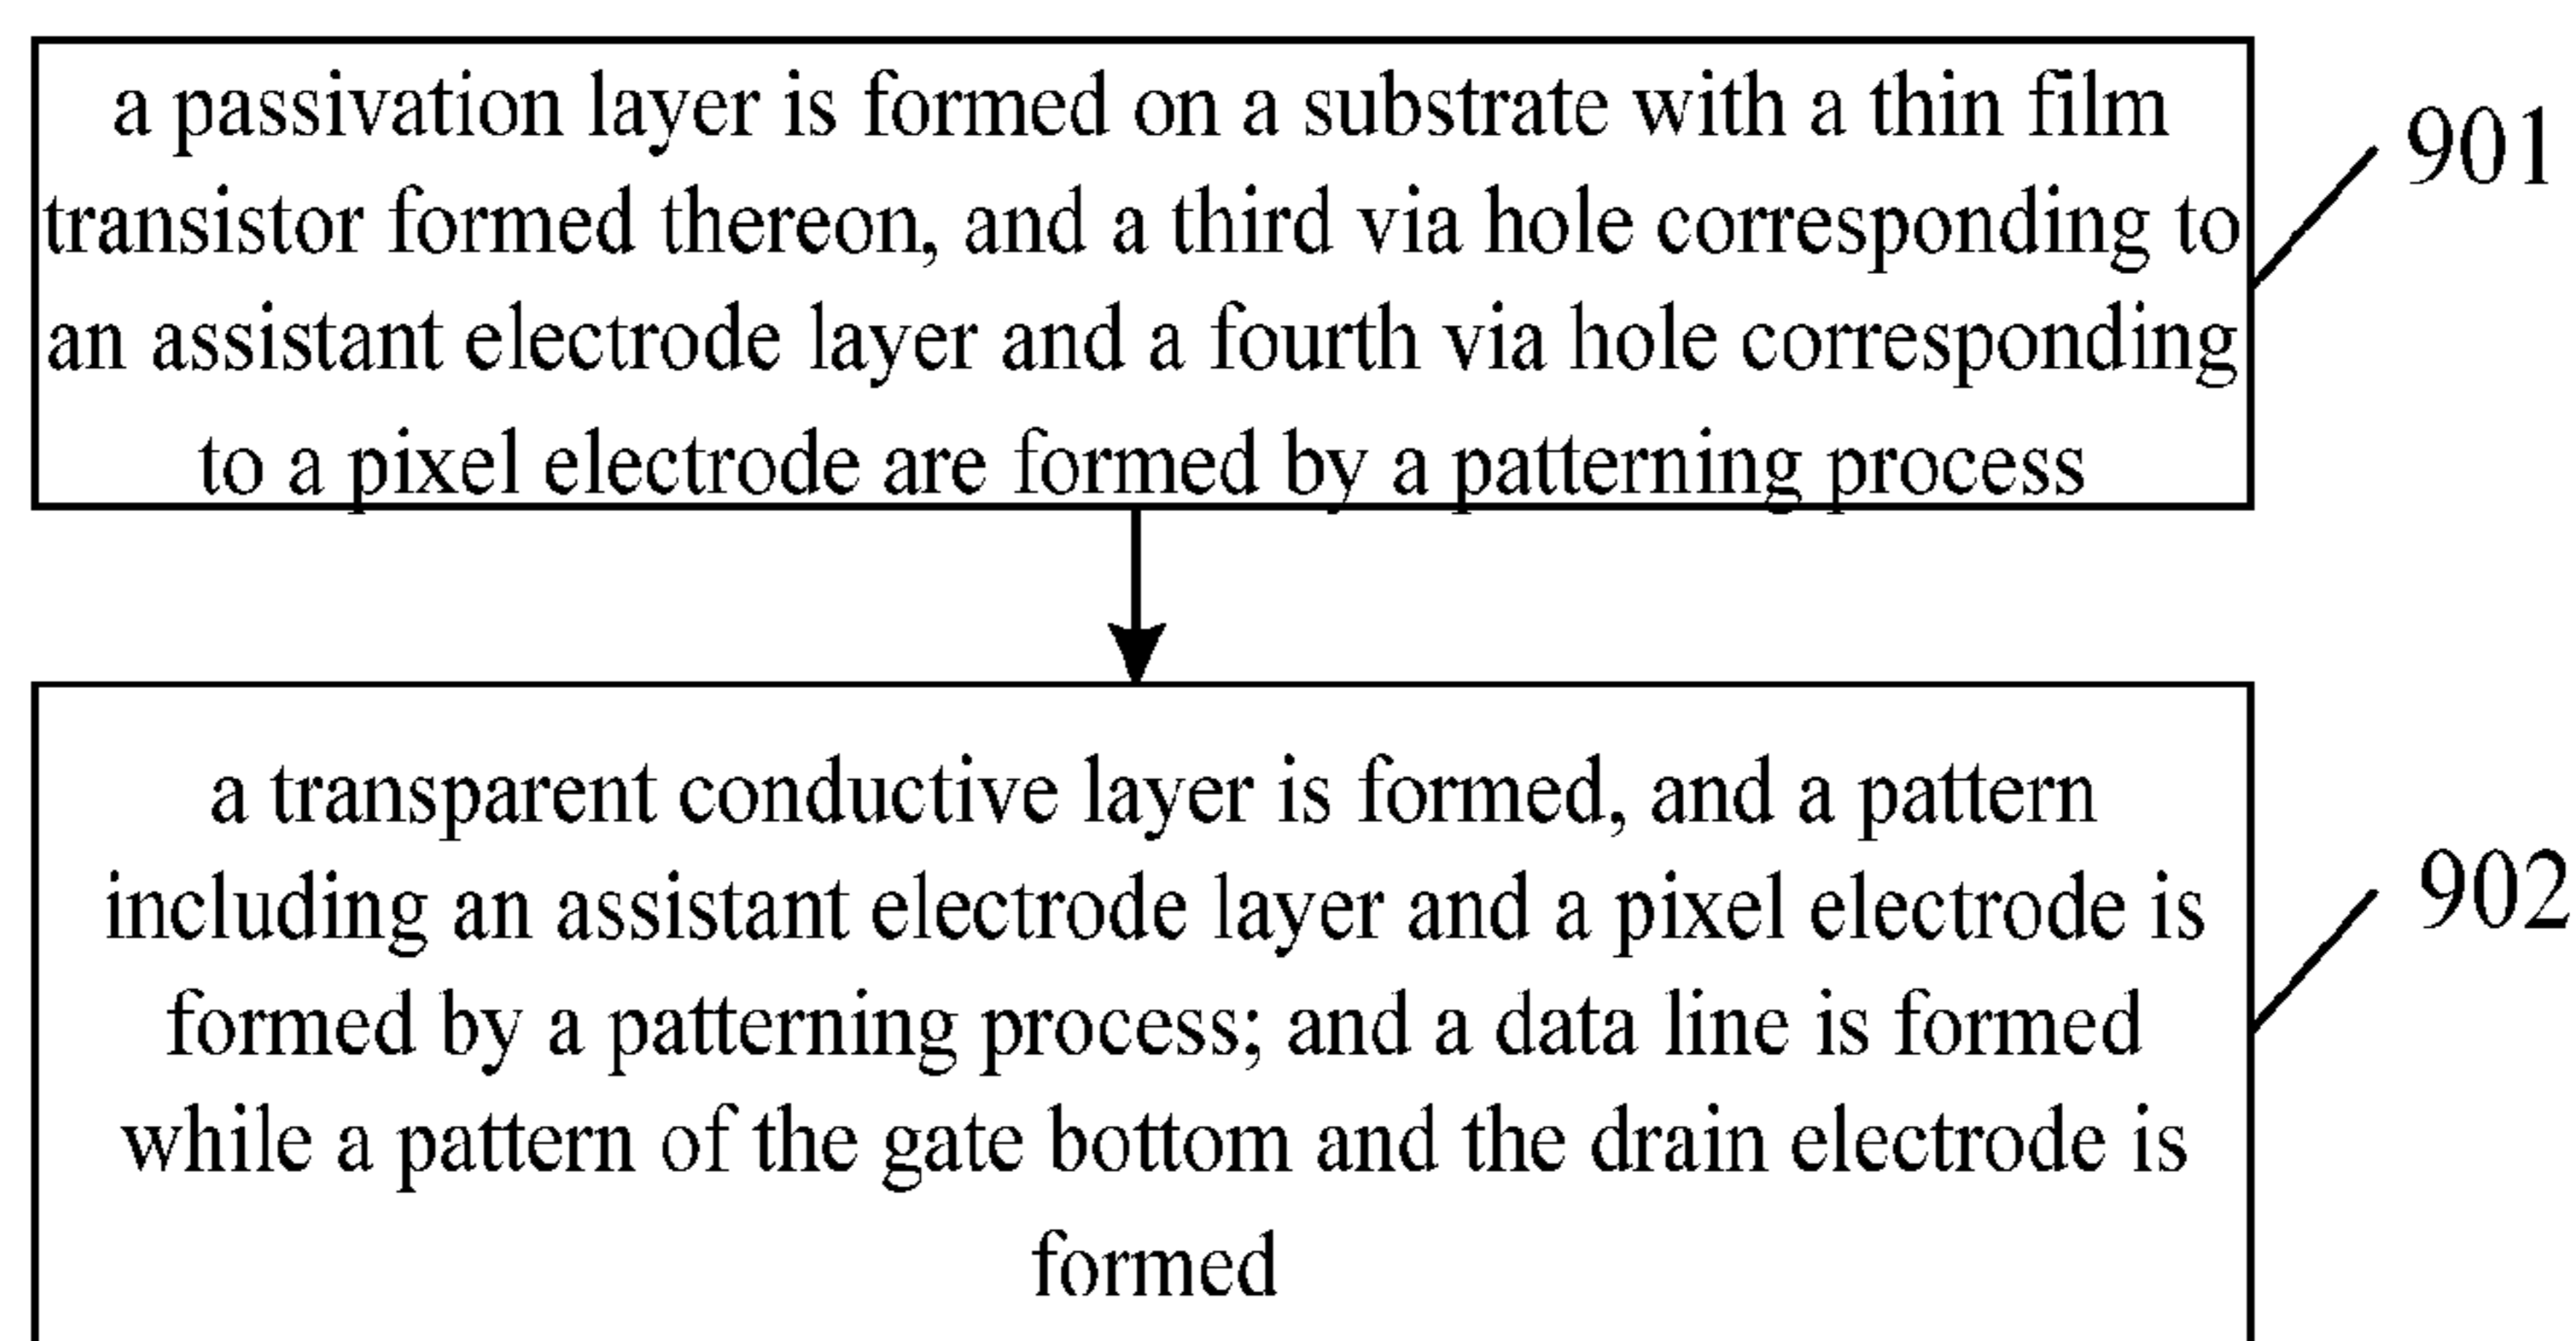 a passivation layer is formed on a substrate with a thin film
transistor formed thereon, and a third via hole corresponding to
an assistant electrode layer and a fourth via hole corresponding
to a pixel electrode are formed by a patterning process
901
a transparent conductive layer is formed, and a pattern
including an assistant electrode layer and a pixel electrode is
formed by a patterning process; and a data line is formed
while a pattern of the gate bottom and the drain electrode is
formed
902